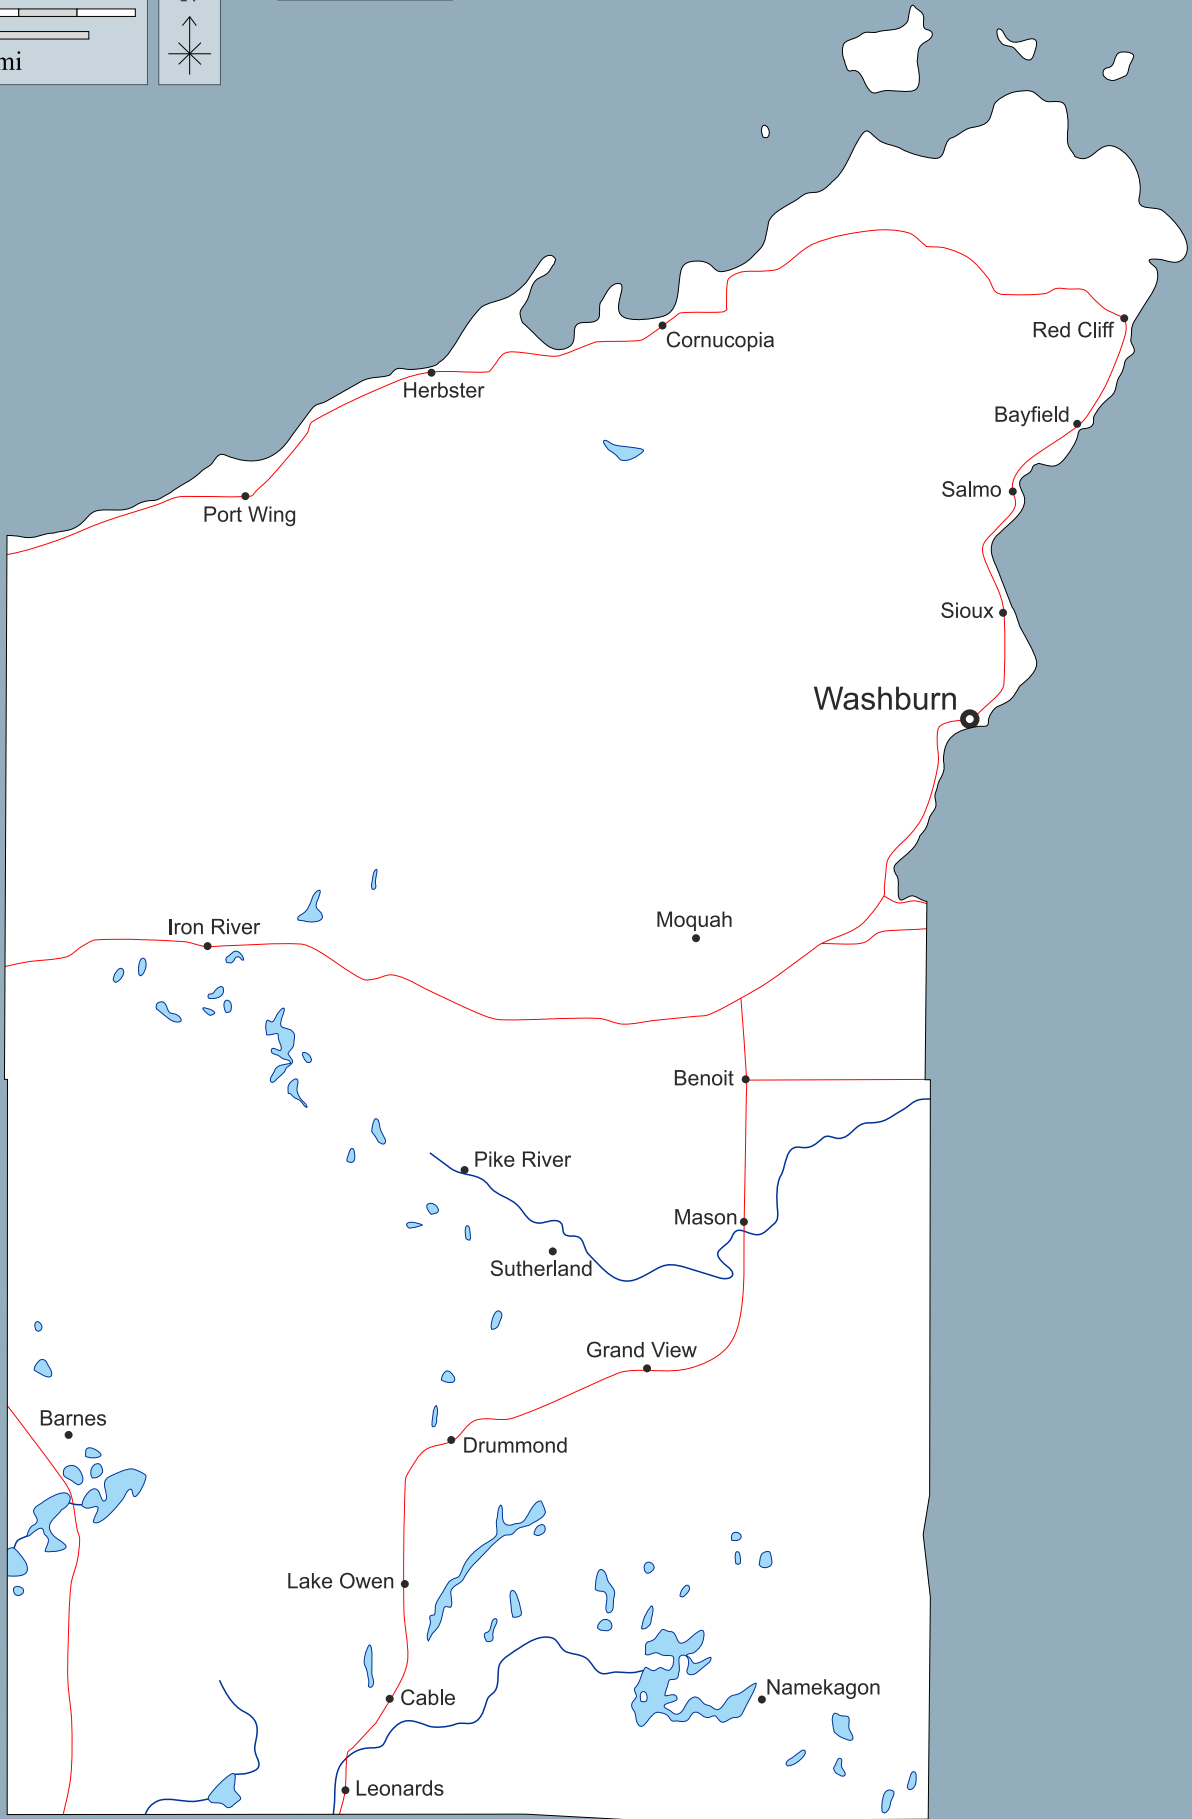 mi
Cornucopia
Red Cliff
Herbster
Bayfield
Salmo
Port Wing
Sioux
Washburn
Iron River
Moquah
Benoit
Pike River
Mason
Sutherland
Grand View
Barnes
Drummond
Lake Owen
Namekagon
Cable
Leonards